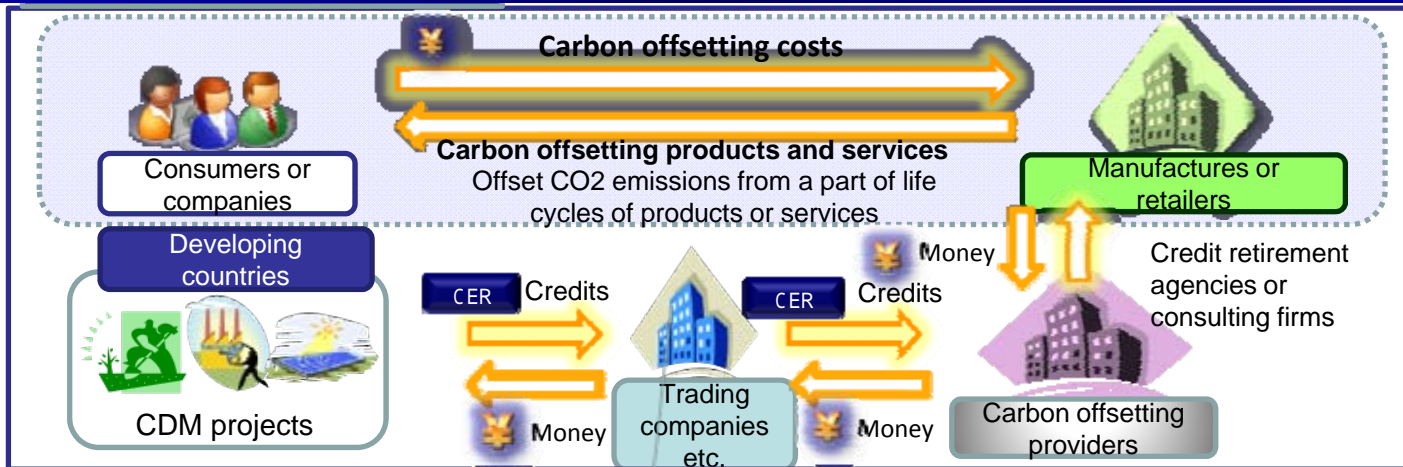 ¥
Carbon offsetting costs
Carbon offsetting products and services
Offset CO2 emissions from a part of life
cycles of products or services
Consumers or
companies
Manufactures or
retailers
Developing
countries
CDM projects
CER Credits
¥ Money
Trading
companies
etc.
¥ Money
CER Credits
¥ Money
Credit retirement
agencies or
consulting firms
Carbon offsetting
providers